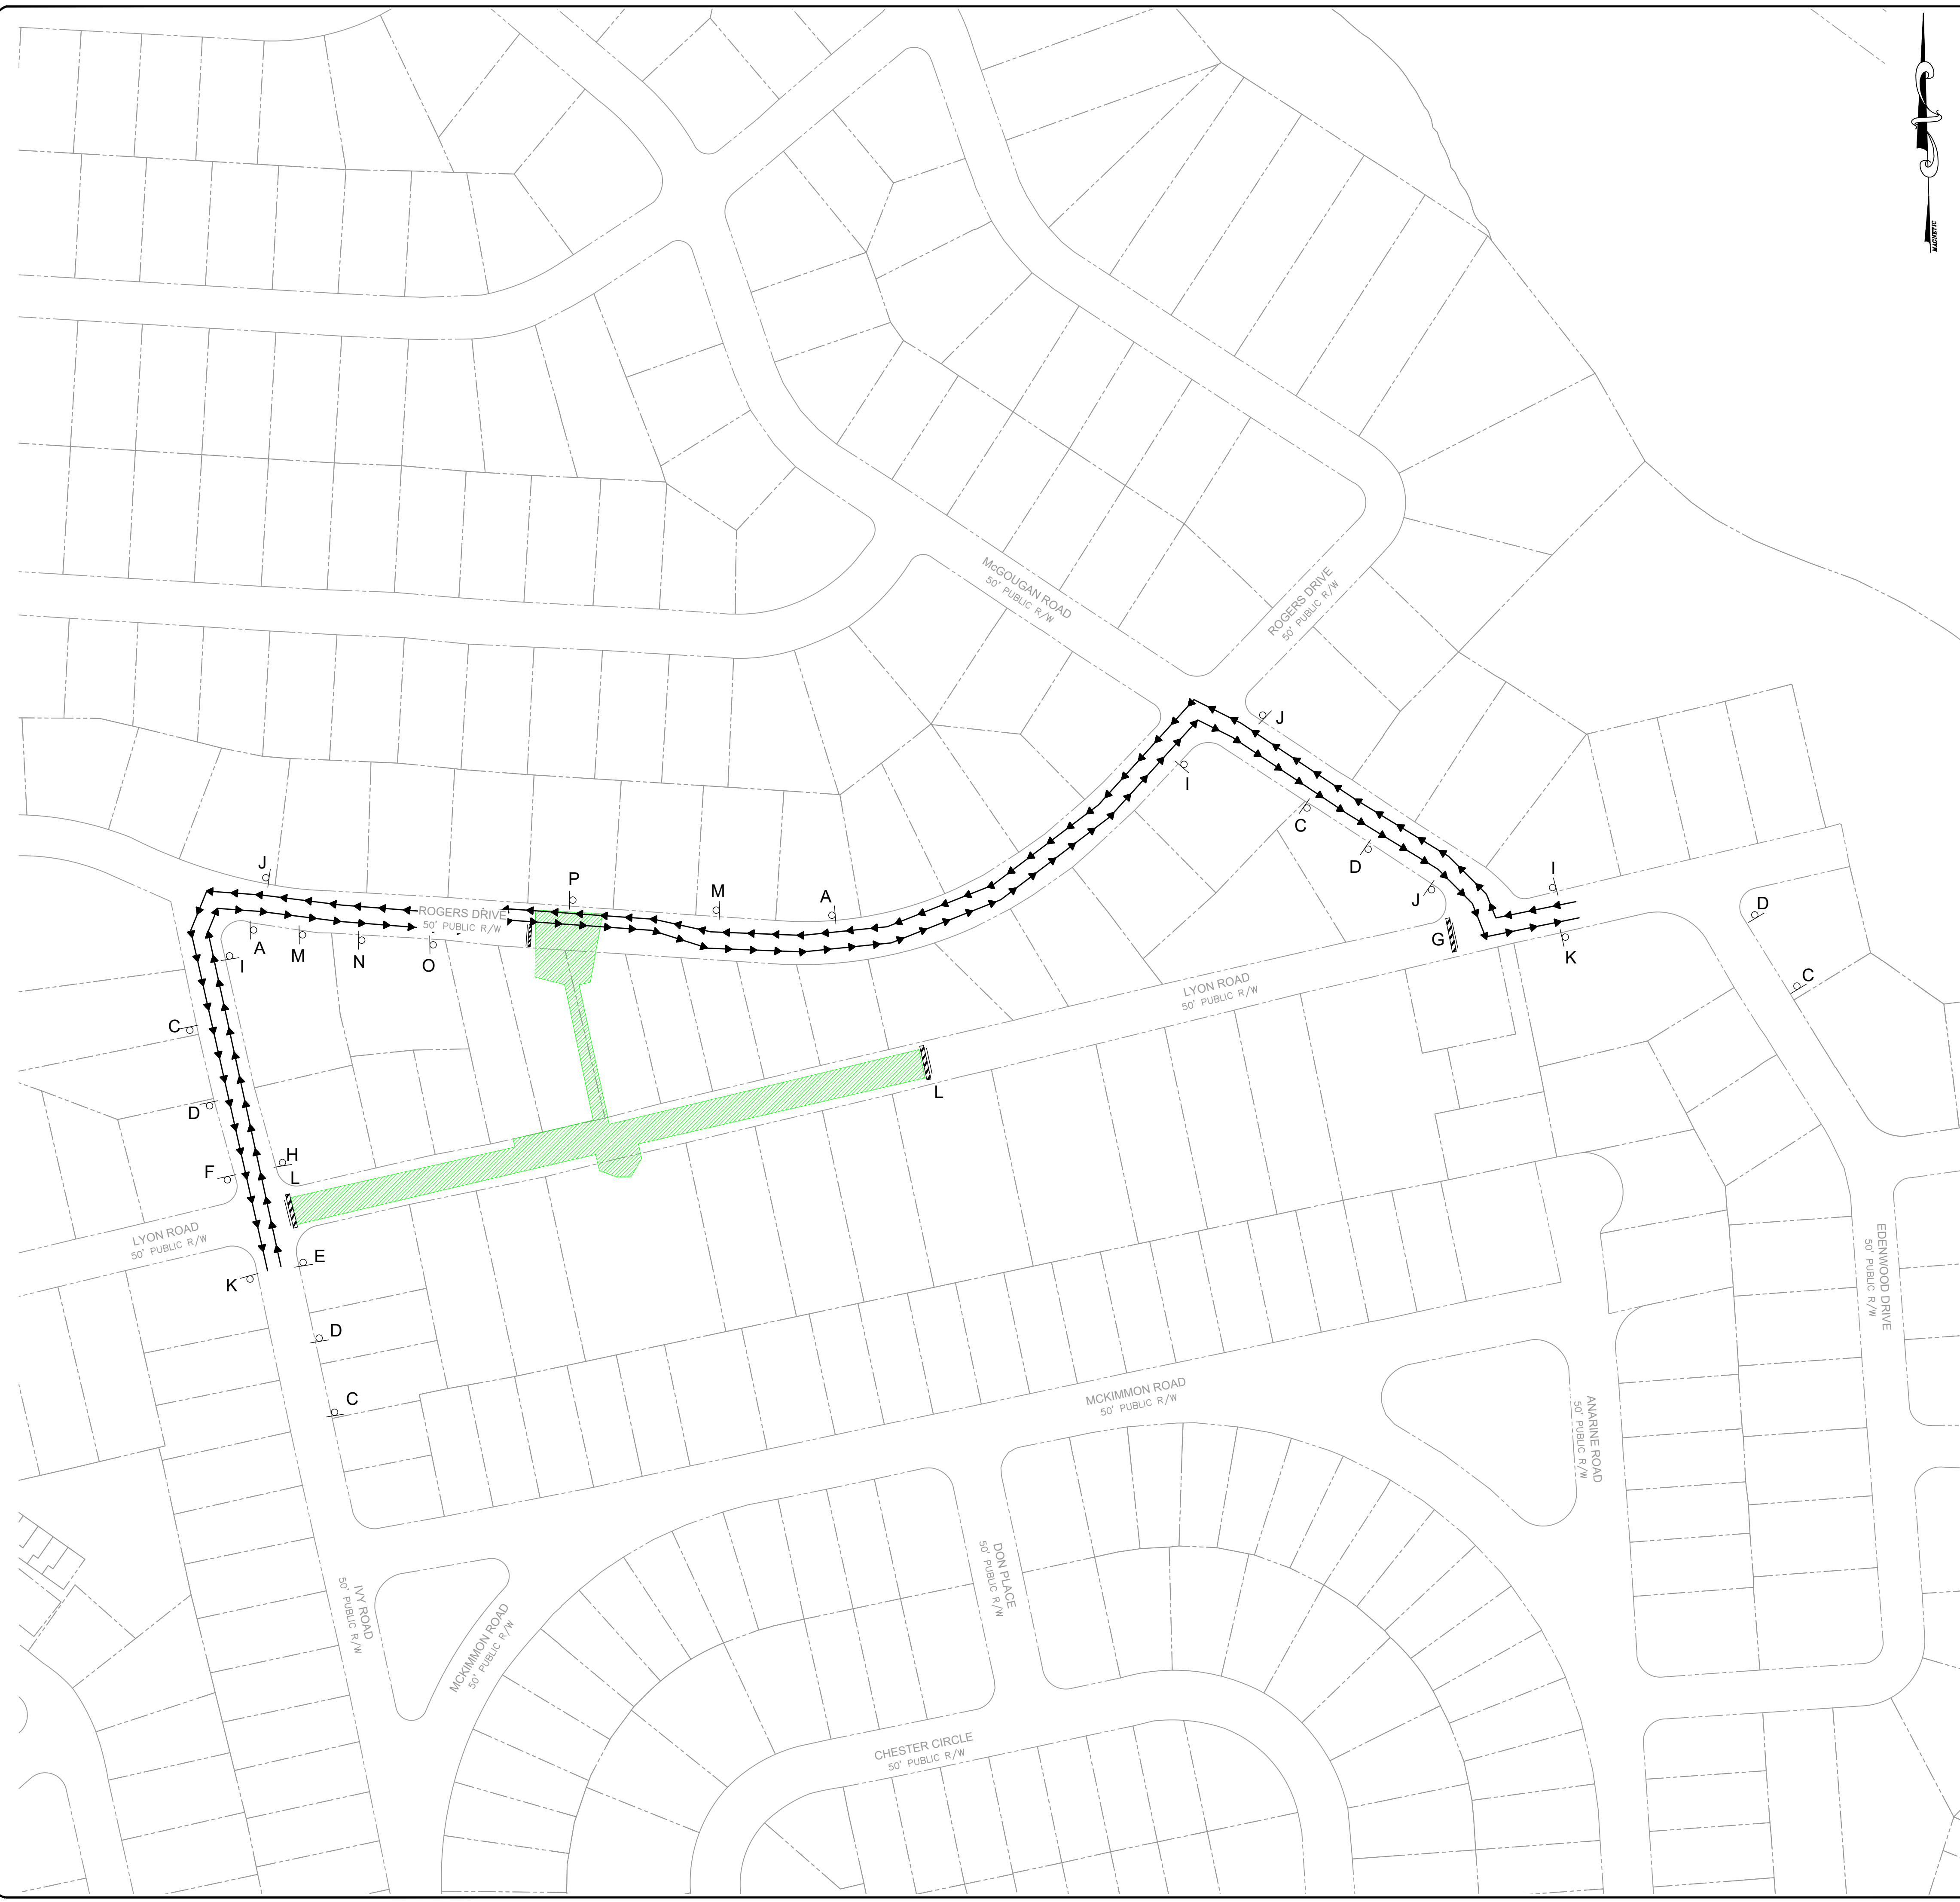 MAGNETIC
McGOUGAN ROAD
50' PUBLIC R/W
ROGERS DRIVE
50' PUBLIC R/W
J
I
C
D
J
I
G
K
D
C
J
P
M
A
ROGERS DRIVE
50' PUBLIC R/W
A
M
N
O
I
C
D
F
H
L
LYON ROAD
50' PUBLIC R/W
L
LYON ROAD
50' PUBLIC R/W
K
E
D
C
EDENWOOD DRIVE
50' PUBLIC R/W
MCKIMMON ROAD
50' PUBLIC R/W
ANARINE ROAD
50' PUBLIC R/W
DON PLACE
50' PUBLIC R/W
IVY ROAD
50' PUBLIC R/W
MCKIMMON ROAD
50' PUBLIC R/W
CHESTER CIRCLE
50' PUBLIC R/W